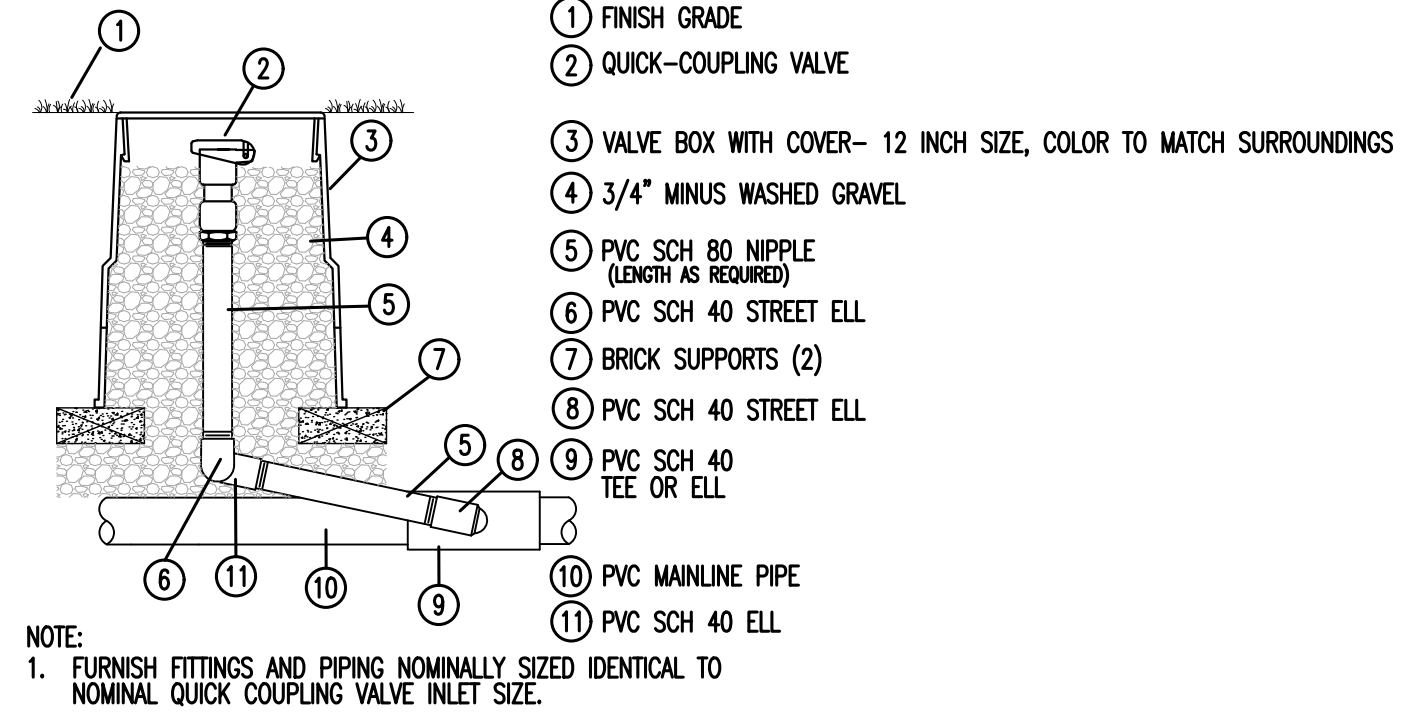 1 FINISH GRADE
2 QUICK-COUPLING VALVE
3 VALVE BOX WITH COVER- 12 INCH SIZE, COLOR TO MATCH SURROUNDINGS
4 3/4" MINUS WASHED GRAVEL
5 PVC SCH 80 NIPPLE
(LENGTH AS REQUIRED)
6 PVC SCH 40 STREET ELL
7 BRICK SUPPORTS (2)
8 PVC SCH 40 STREET ELL
9 PVC SCH 40
TEE OR ELL
10 PVC MAINLINE PIPE
11 PVC SCH 40 ELL
1
2
3
4
5
7
5
8
6
11
10
9
NOTE:
1. FURNISH FITTINGS AND PIPING NOMINALLY SIZED IDENTICAL TO
NOMINAL QUICK COUPLING VALVE INLET SIZE.